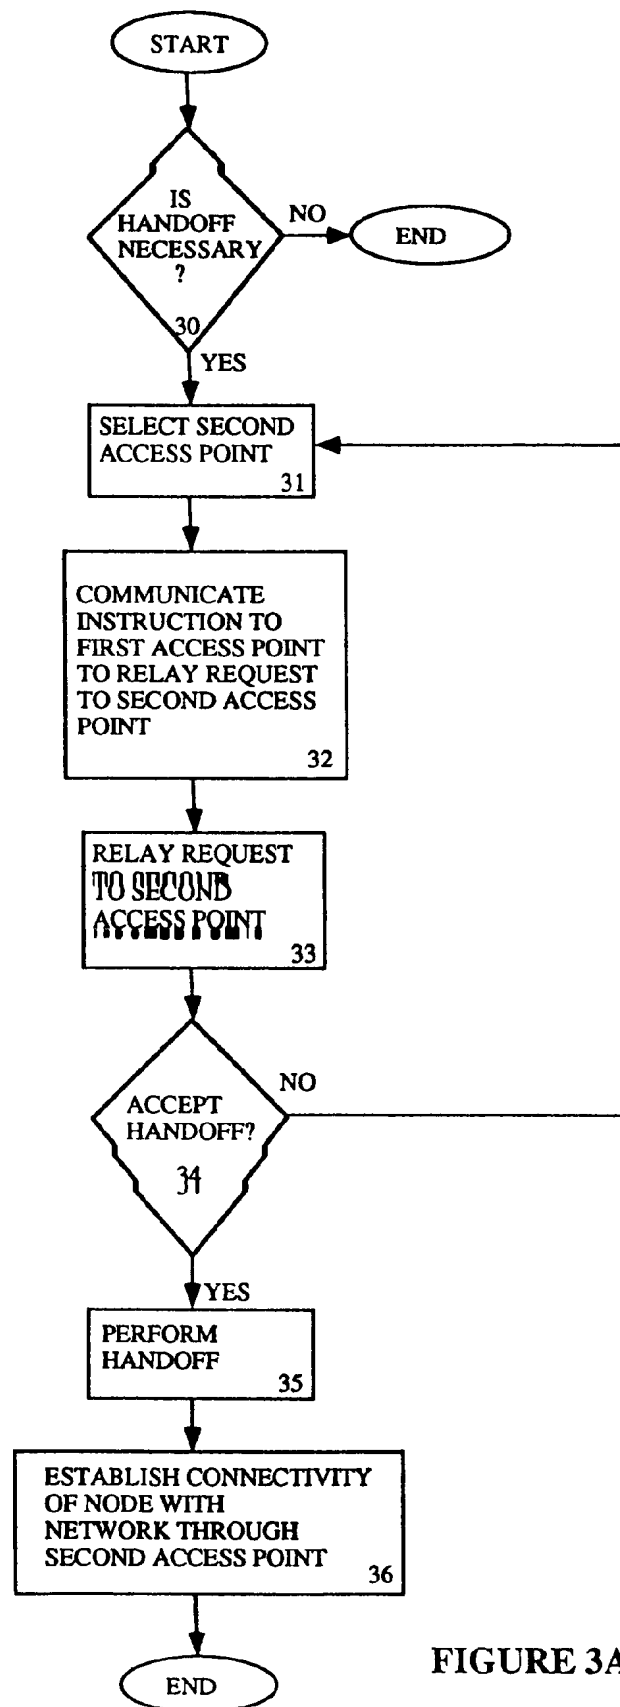 START
IS
HANDOFF
NECESSARY
?
30
NO
END
YES
SELECT SECOND
ACCESS POINT
31
COMMUNICATE
INSTRUCTION TO
FIRST ACCESS POINT
TO RELAY REQUEST
TO SECOND ACCESS
POINT
32
RELAY REQUEST
TO SECOND
ACCESS POINT
33
ACCEPT
HANDOFF?
34
NO
YES
PERFORM
HANDOFF
35
ESTABLISH CONNECTIVITY
OF NODE WITH
NETWORK THROUGH
SECOND ACCESS POINT
36
END
FIGURE 3A